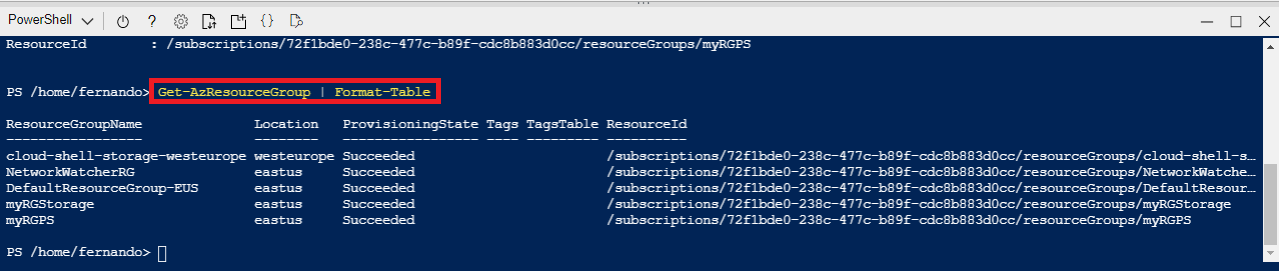 PowerShell
ResourceId : /subscriptions/72f1bde0-238c-477c-b89f-cdc8b883d0cc/resourceGroups/myRGPS
PS /home/fernando> Get-AzResourceGroup | Format-Table
ResourceGroupName Location ProvisioningState Tags TagsTable ResourceId
----------------- -------- ----------------- ---- --------- ----------
cloud-shell-storage-westeurope westeurope Succeeded /subscriptions/72f1bde0-238c-477c-b89f-cdc8b883d0cc/resourceGroups/cloud-shell-s…
NetworkWatcherRG eastus Succeeded /subscriptions/72f1bde0-238c-477c-b89f-cdc8b883d0cc/resourceGroups/NetworkWatche…
DefaultResourceGroup-EUS eastus Succeeded /subscriptions/72f1bde0-238c-477c-b89f-cdc8b883d0cc/resourceGroups/DefaultResour…
myRGStorage eastus Succeeded /subscriptions/72f1bde0-238c-477c-b89f-cdc8b883d0cc/resourceGroups/myRGStorage
myRGPS eastus Succeeded /subscriptions/72f1bde0-238c-477c-b89f-cdc8b883d0cc/resourceGroups/myRGPS
PS /home/fernando>